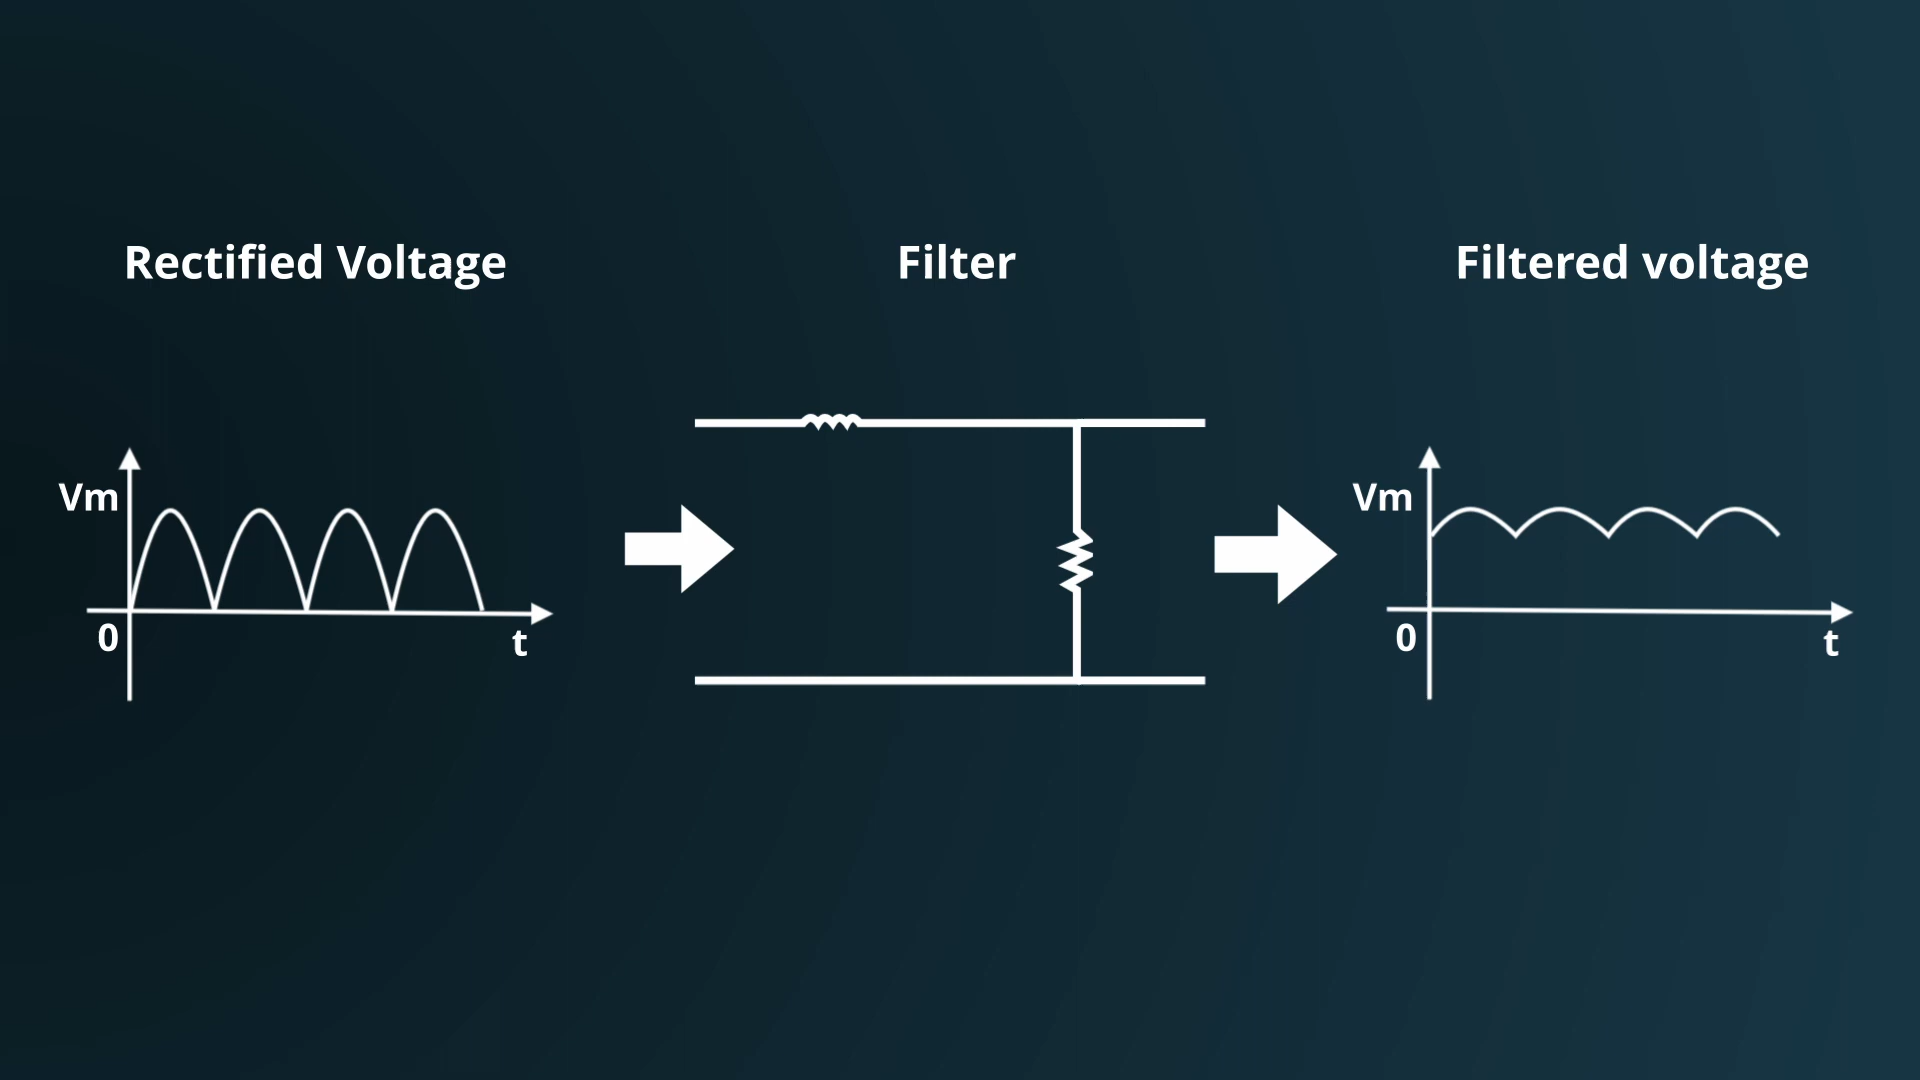 Rectified Voltage
Filter
Filtered voltage
Vm
0
t
Vm
0
t